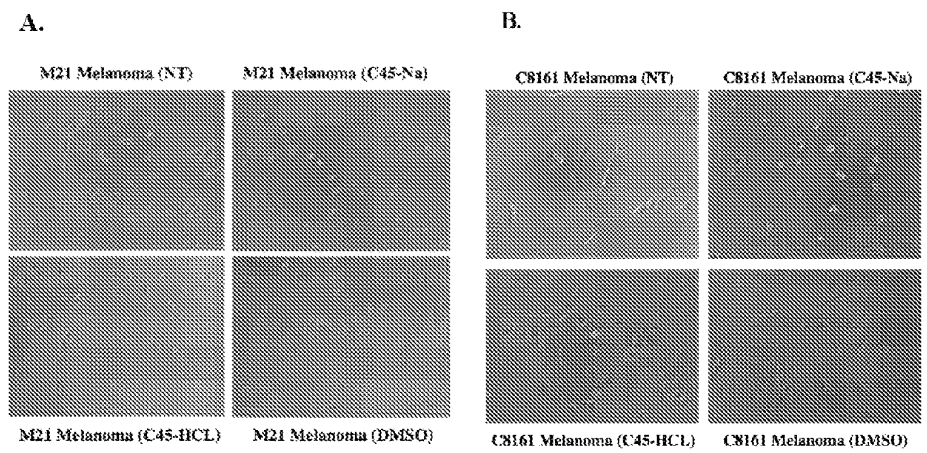 A.
B.
M21 Melanoma (NT)
M21 Melanoma (C45-Na)
C8161 Melanoma (NT)
C8161 Melanoma (C45-Na)
M21 Melanoma (C45-HCL)
M21 Melanoma (DMSO)
C8161 Melanoma (C45-HCL)
C8161 Melanoma (DMSO)